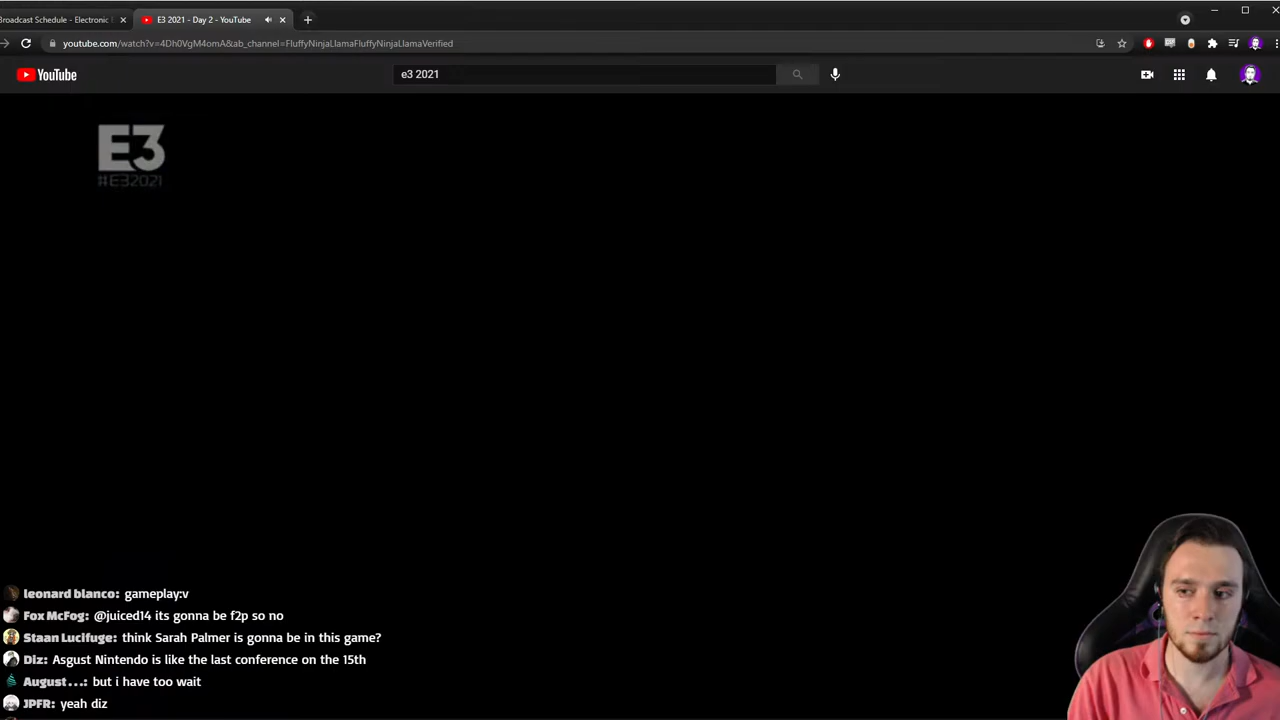 Broadcast Schedule - Electronic E
E3 2021 - Day 2 - YouTube
youtube.com/watch?v=4Dh0VgM4omA&ab_channel=FluffyNinjaLlamaFluffyNinjaLlamaVerified
YouTube
e3 2021
E3
#E32021
leonard blanco: gameplay:v
Fox McFog: @juiced14 its gonna be f2p so no
Staan Lucifuge: think Sarah Palmer is gonna be in this game?
Diz: Asgust Nintendo is like the last conference on the 15th
August...: but i have too wait
JPFR: yeah diz